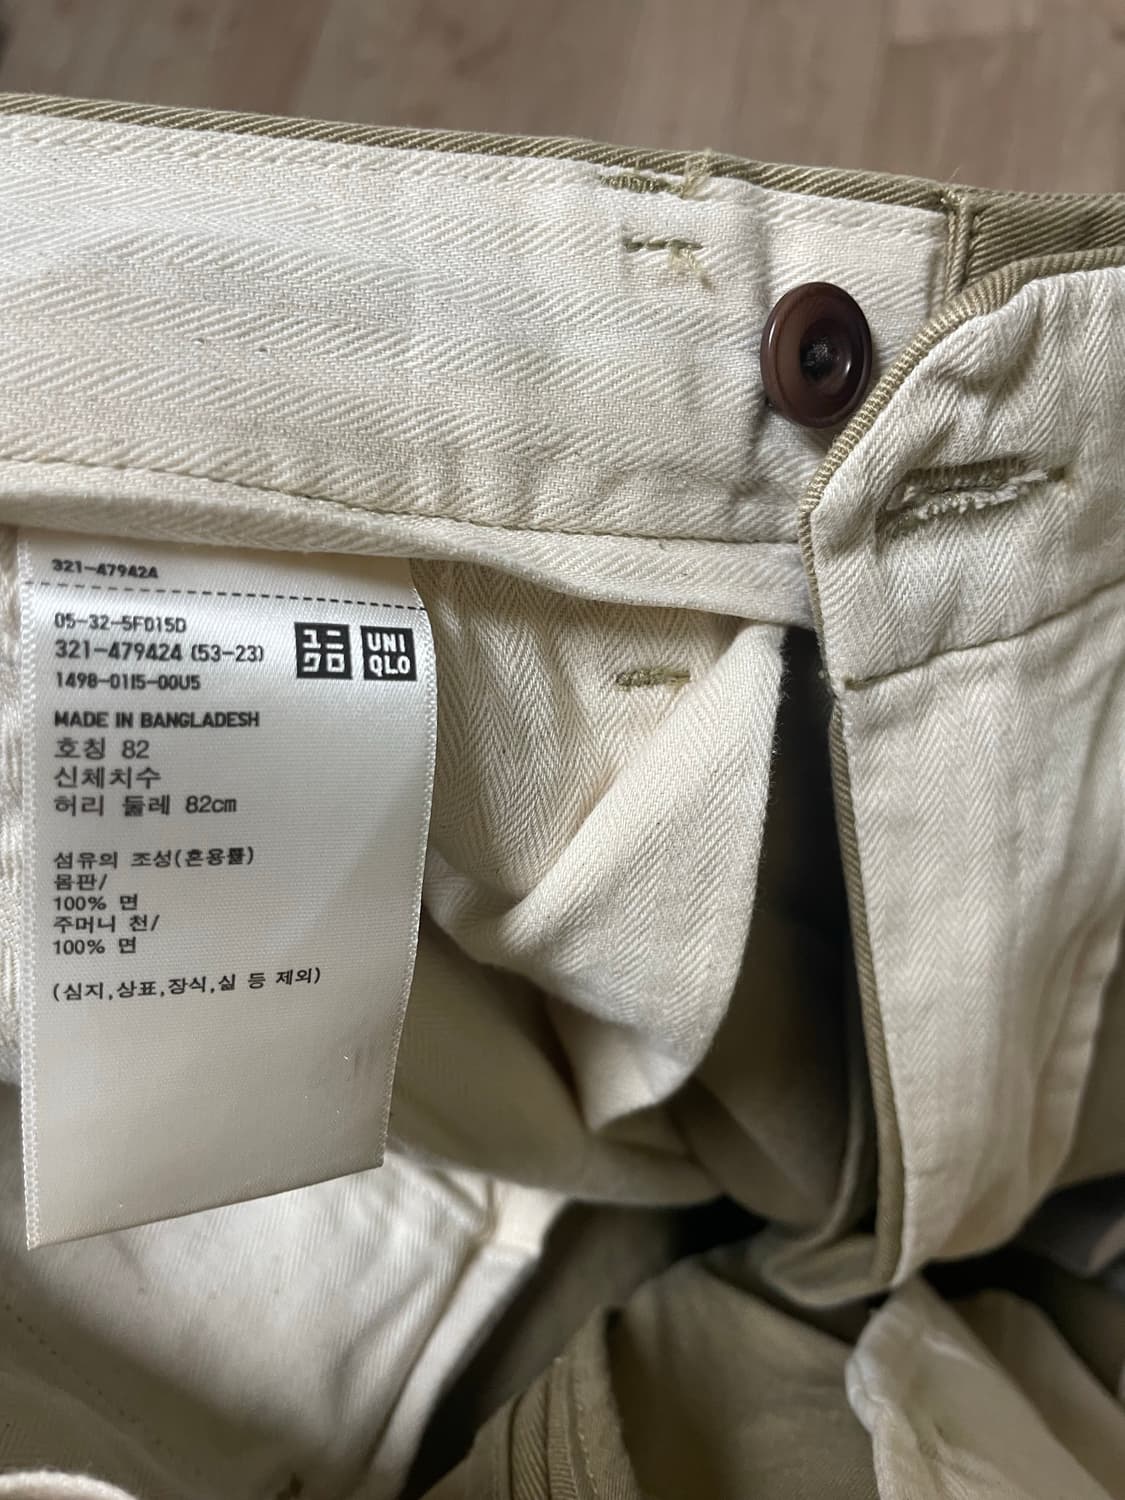 321-479424
05-32-5F015D
321-479424 (53-23)
1498-0115-00U5
ユニ
クロ
UNI
QLO
MADE IN BANGLADESH
호칭 82
신체치수
허리 둘레 82cm
섬유의 조성(혼용률)
몸판/
100% 면
주머니 천/
100% 면
(심지,상표,장식,실 등 제외)